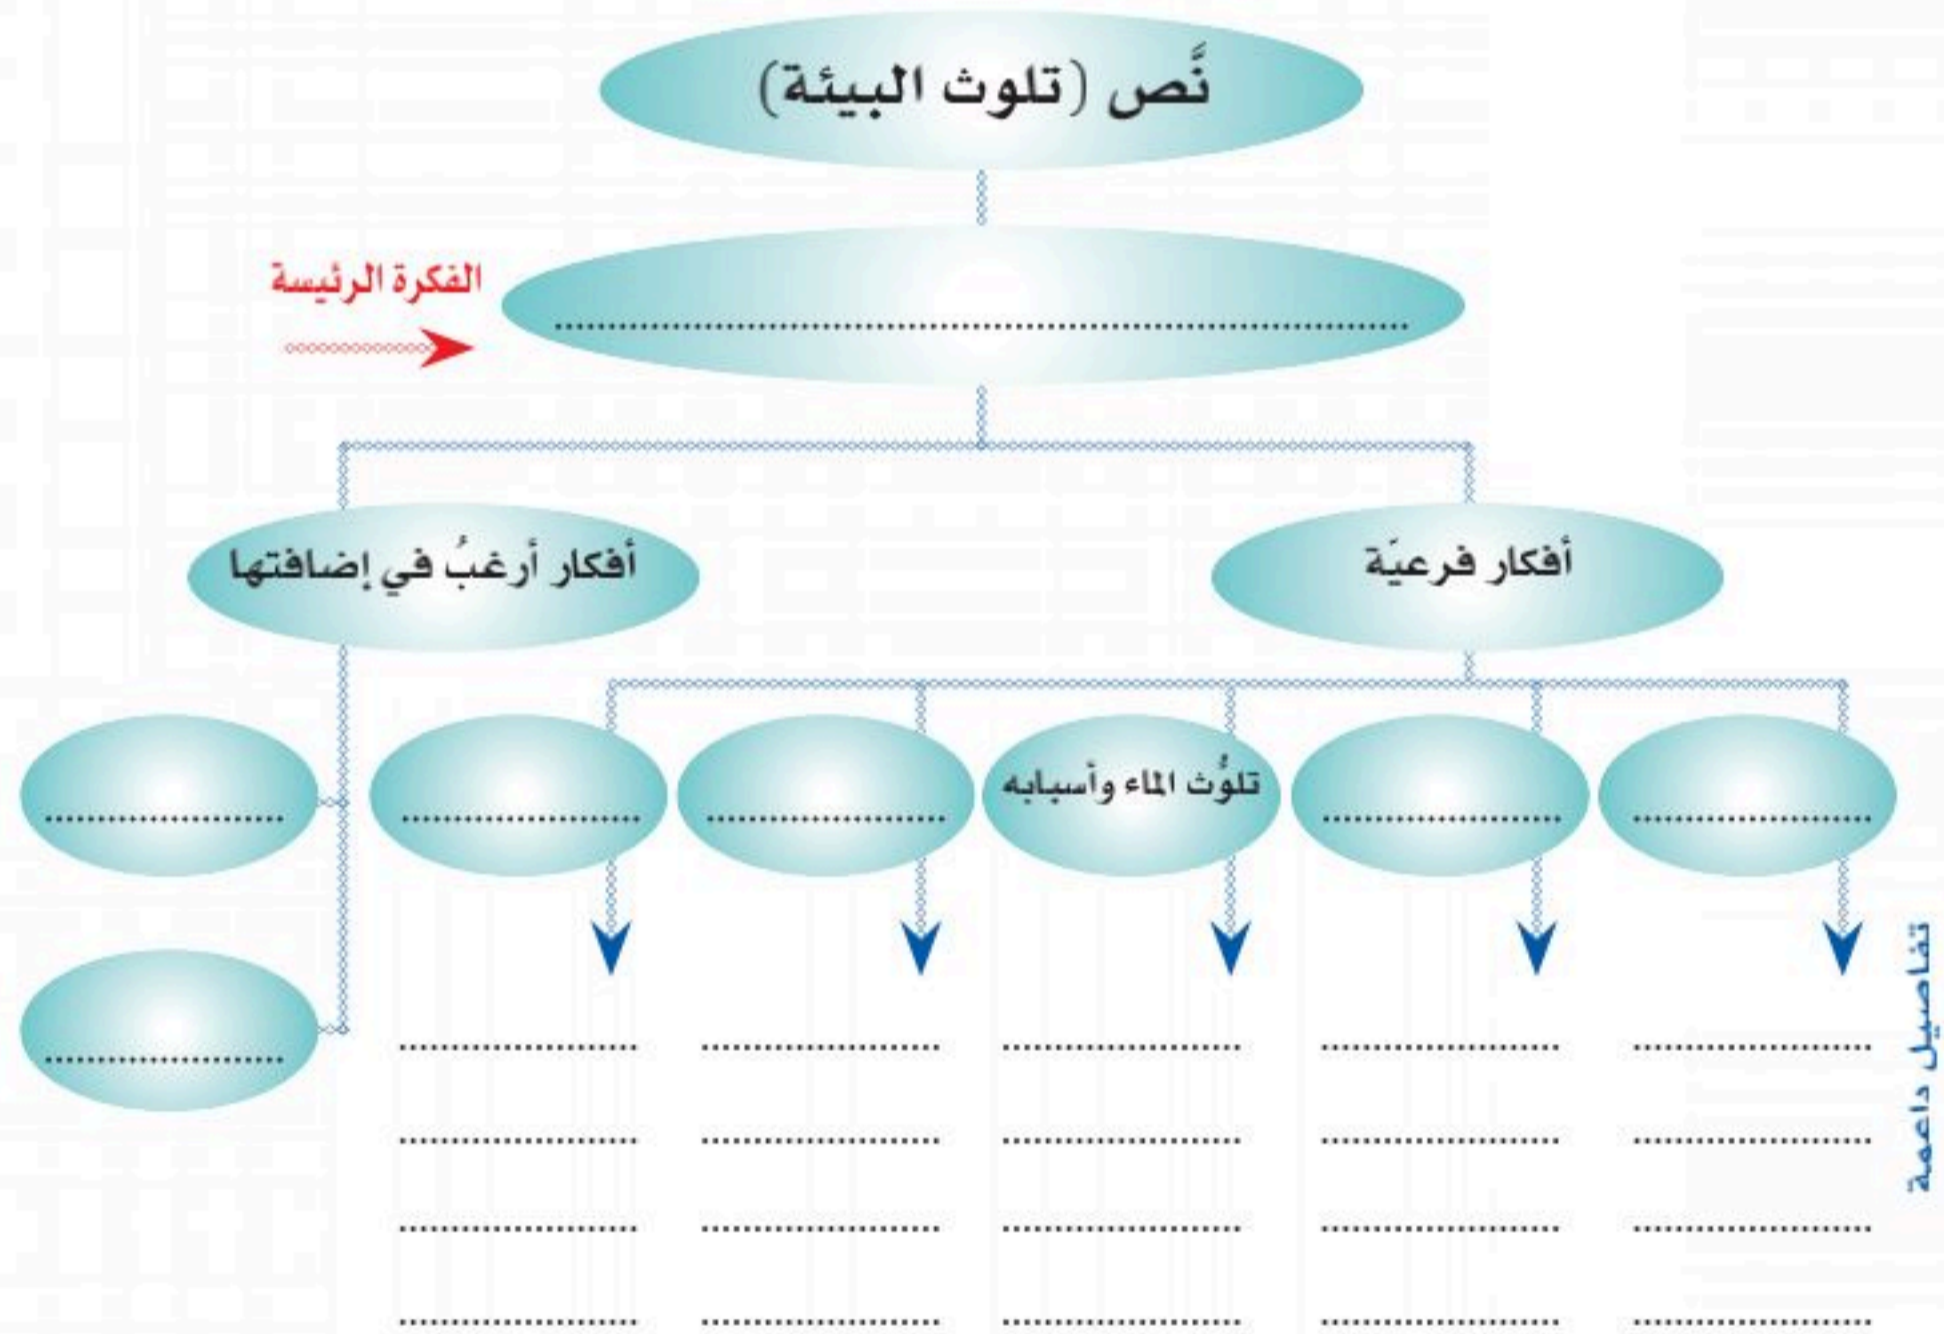 نَّص (تلوث البيئة)
الفكرة الرئيسة
................................................................
أفكار فرعيّة
أفكار أرغبُ في إضافتها
....................
....................
تلوُّث الماء وأسبابه
....................
....................
....................
....................
تفاصيل داعمة
.................... .................... .................... .................... ....................
.................... .................... .................... .................... ....................
.................... .................... .................... .................... ....................
.................... .................... .................... .................... ....................